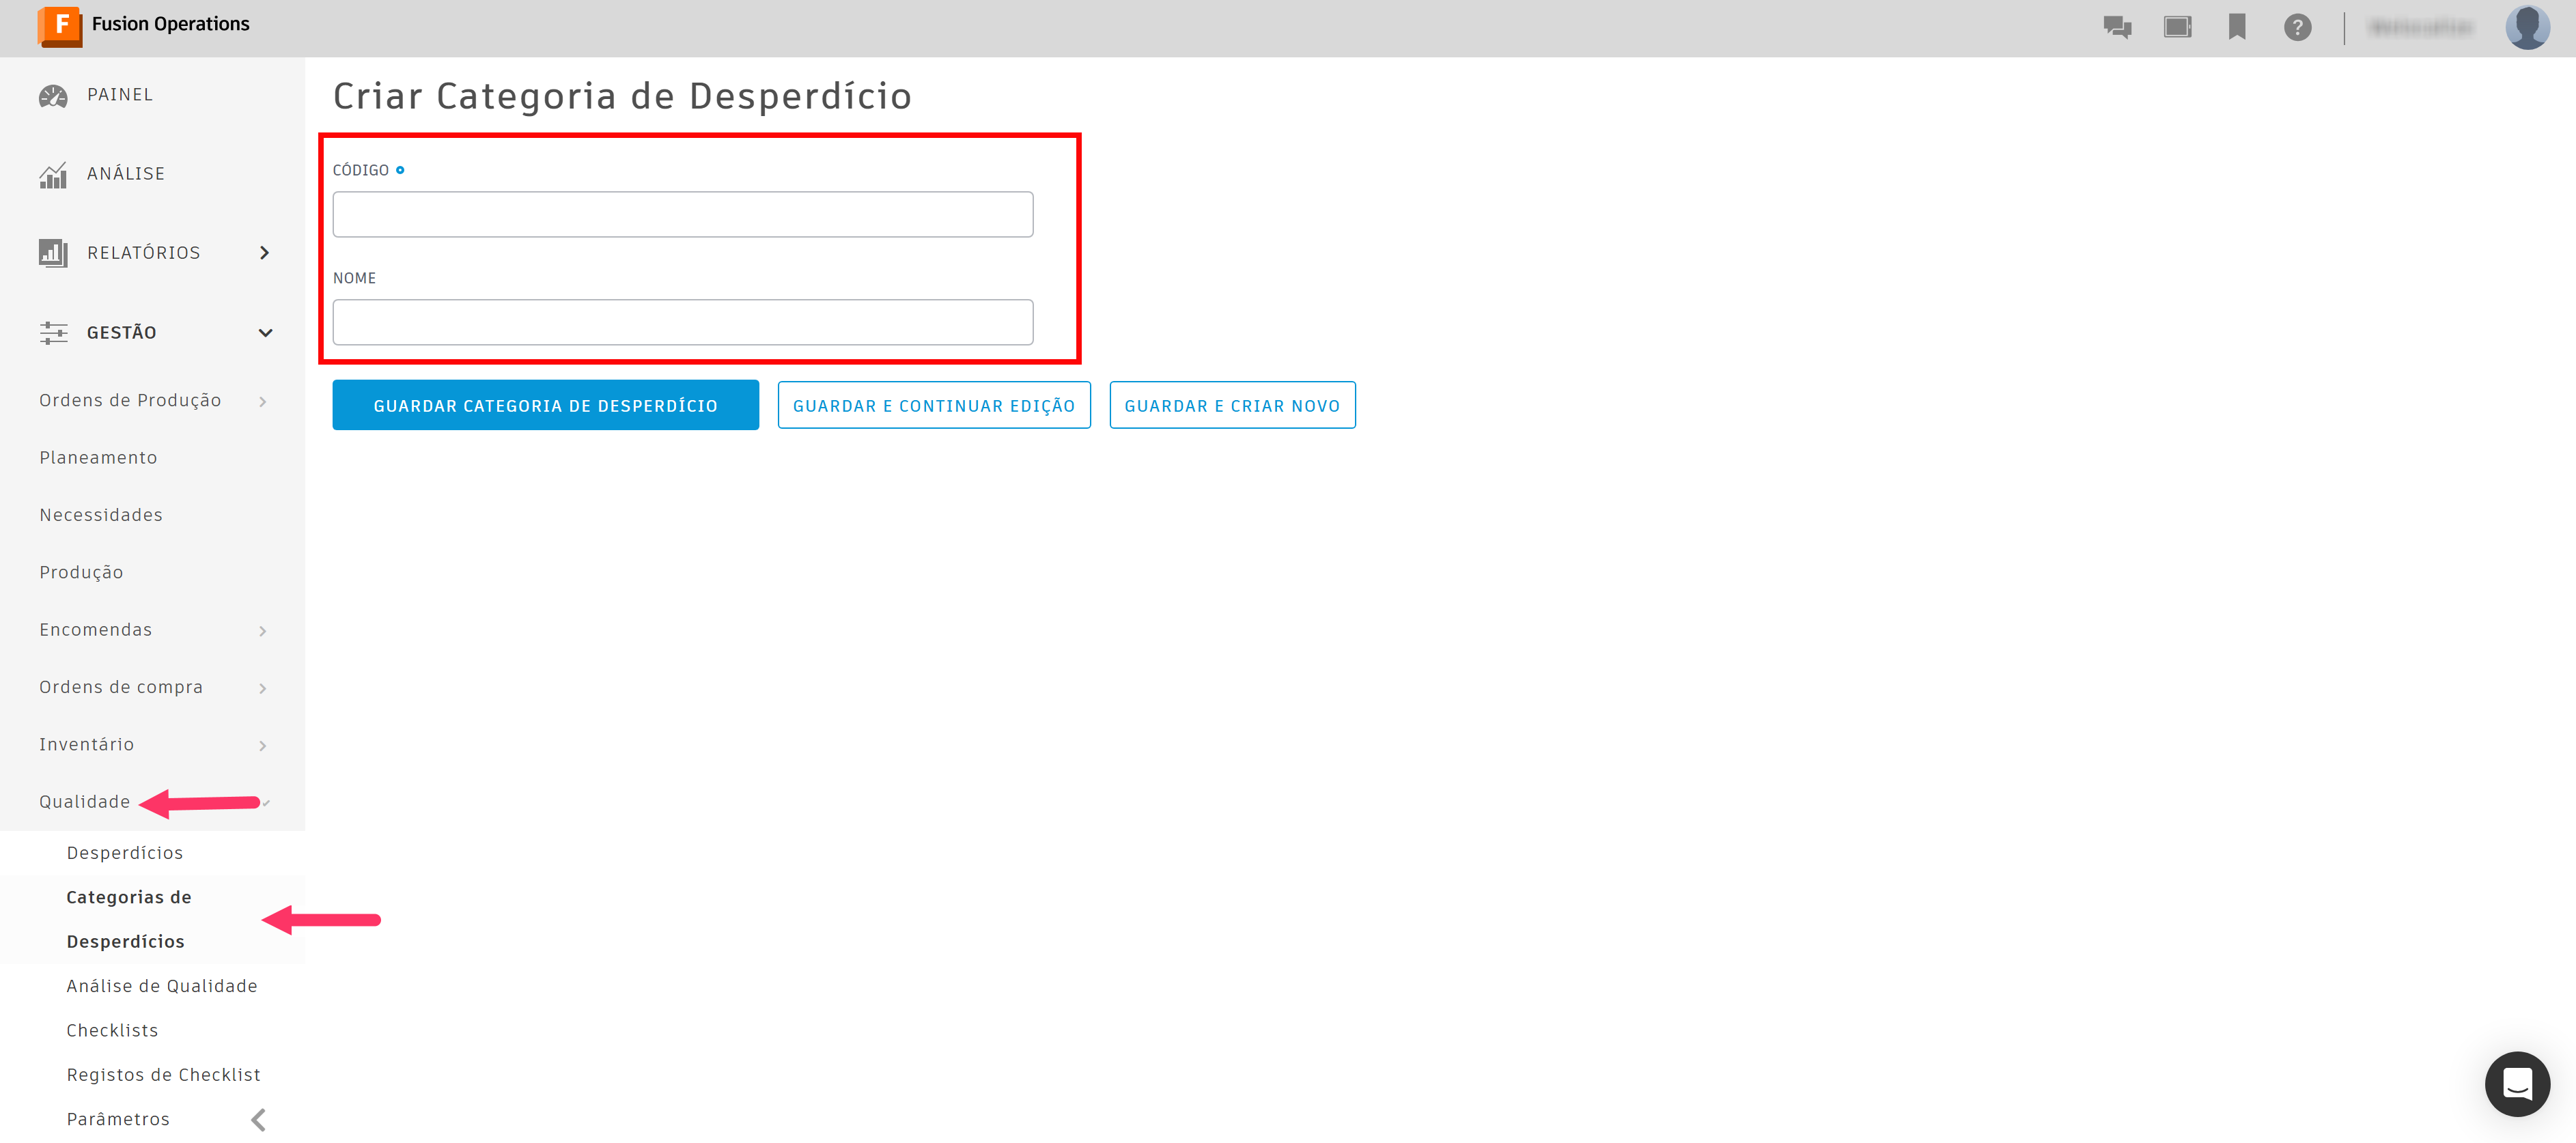 F Fusion Operations
PAINEL
ANÁLISE
RELATÓRIOS
GESTÃO
Ordens de Produção
Planeamento
Necessidades
Produção
Encomendas
Ordens de compra
Inventário
Qualidade
Desperdícios
Categorias de
Desperdícios
Análise de Qualidade
Checklists
Registos de Checklist
Parâmetros
Criar Categoria de Desperdício
CÓDIGO
NOME
GUARDAR CATEGORIA DE DESPERDÍCIO
GUARDAR E CONTINUAR EDIÇÃO
GUARDAR E CRIAR NOVO